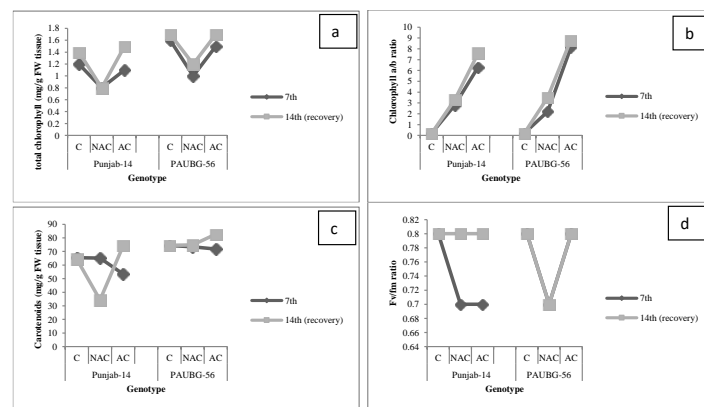 a
total chlorophyll (mg/g FW tissue)
1.8
1.6
1.4
1.2
1
0.8
0.6
0.4
0.2
0
C NAC AC C NAC AC
Punjab-14 PAUBG-56
Genotype
7th
14th (recovery)
b
Chlorophyll a/b ratio
10
9
8
7
6
5
4
3
2
1
0
C NAC AC C NAC AC
Punjab-14 PAUBG-56
Genotype
7th
14th (recovery)
c
Carotenoids (mg/g FW tissue)
90
80
70
60
50
40
30
20
10
0
C NAC AC C NAC AC
Punjab-14 PAUBG-56
Genotype
7th
14th (recovery)
d
Fv/fm ratio
0.82
0.8
0.78
0.76
0.74
0.72
0.7
0.68
0.66
0.64
C NAC AC C NAC AC
Punjab-14 PAUBG-56
Genotype
7th
14th (recovery)